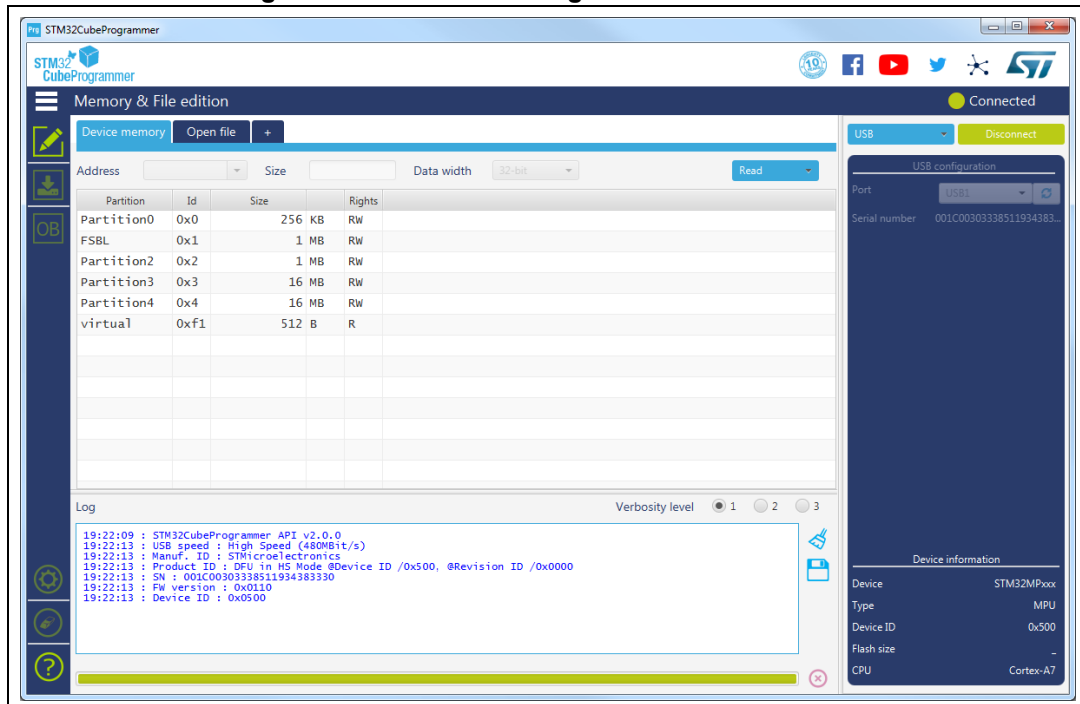 STM32CubeProgrammer
STM32
CubeProgrammer
Memory & File edition
Connected
Device memory Open file +
Address Size Data width 32-bit Read
Partition Id Size Rights
Partition0 0x0 256 KB RW
FSBL 0x1 1 MB RW
Partition2 0x2 1 MB RW
Partition3 0x3 16 MB RW
Partition4 0x4 16 MB RW
virtual 0xf1 512 B R
OB
Log Verbosity level 1 2 3
19:22:09 : STM32CubeProgrammer API v2.0.0
19:22:13 : USB speed : High Speed (480MBit/s)
19:22:13 : Manuf. ID : STMicroelectronics
19:22:13 : Product ID : DFU in HS Mode @Device ID /0x500, @Revision ID /0x0000
19:22:13 : SN : 001C00303338511934383330
19:22:13 : FW version : 0x0110
19:22:13 : Device ID : 0x0500
USB Disconnect
USB configuration
Port USB1
Serial number 001C00303338511934383...
Device information
Device STM32MPxxx
Type MPU
Device ID 0x500
Flash size _
CPU Cortex-A7